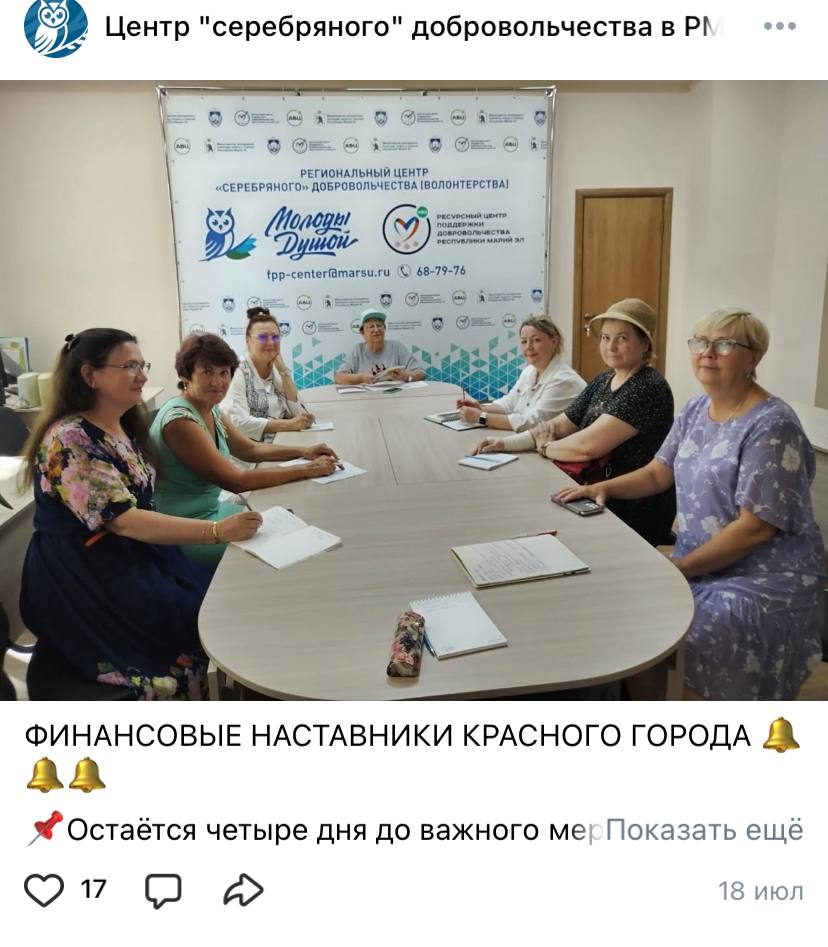 Центр "серебряного" добровольчества в РМ
РЕГИОНАЛЬНЫЙ ЦЕНТР
«СЕРЕБРЯНОГО» ДОБРОВОЛЬЧЕСТВА (ВОЛОНТЕРСТВА)
Молоды
Душой
РЕСУРСНЫЙ ЦЕНТР
ПОДДЕРЖКИ
ДОБРОВОЛЬЧЕСТВА
РЕСПУБЛИКИ МАРИЙ ЭЛ
fpp-center@marsu.ru 68-79-76
ФИНАНСОВЫЕ НАСТАВНИКИ КРАСНОГО ГОРОДА 🔔
🔔🔔
📌Остаётся четыре дня до важного мер Показать ещё
17
18 июл